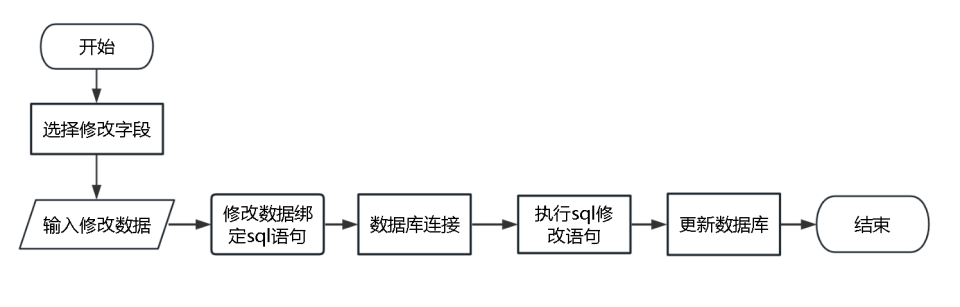 开始
选择修改字段
输入修改数据
修改数据绑
定sql语句
数据库连接
执行sql修
改语句
更新数据库
结束